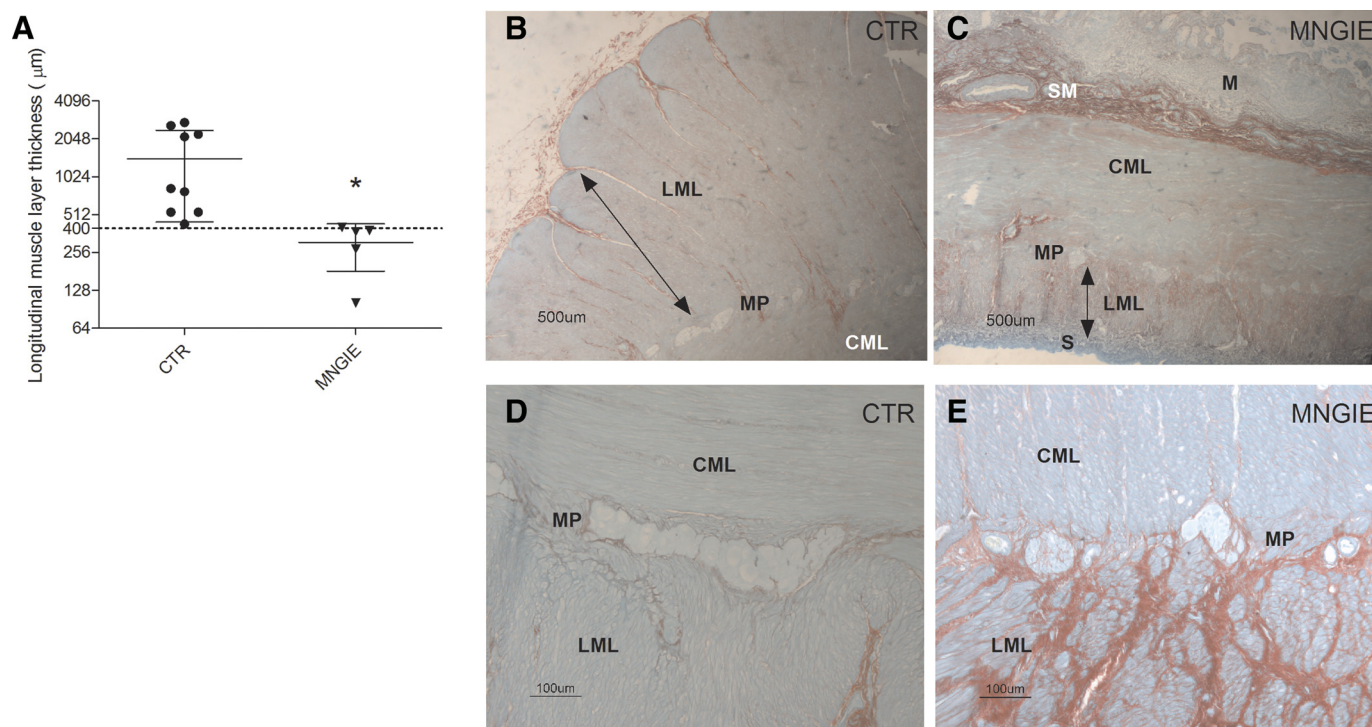 A
Longitudinal muscle layer thickness ( μm)
4096
2048
1024
512
400
256
128
64
*
CTR
MNGIE
B
CTR
LML
MP
500um
CML
C
MNGIE
M
SM
CML
MP
LML
500um
S
D
CTR
CML
MP
LML
100um
E
MNGIE
CML
MP
LML
100um